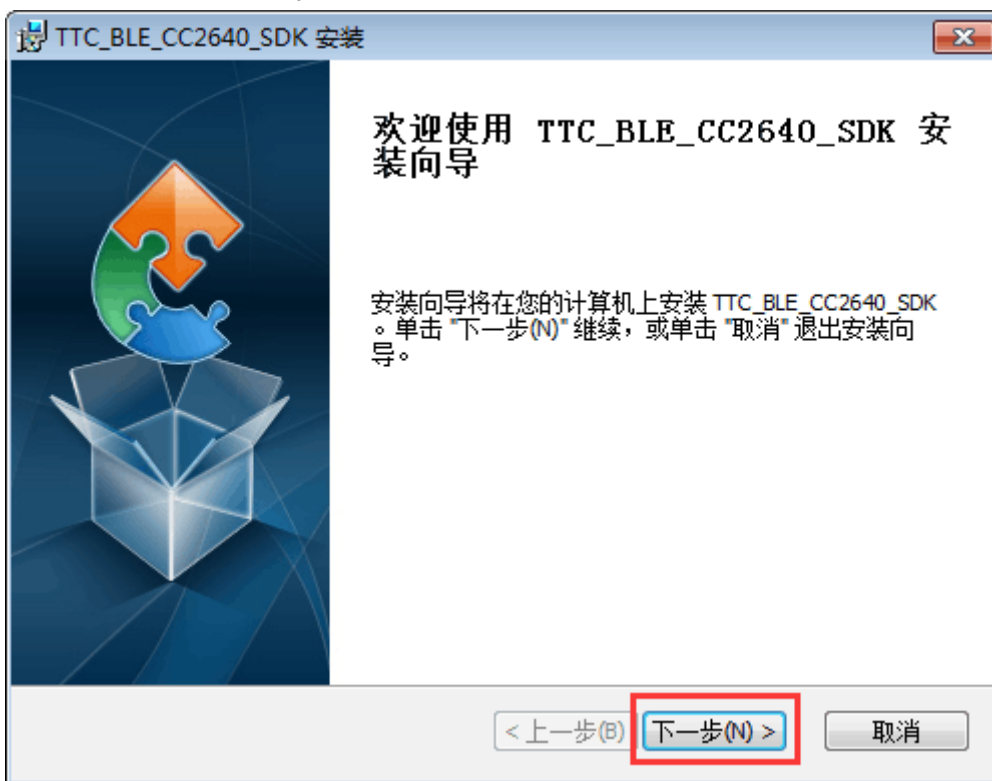 TTC_BLE_CC2640_SDK 安装
欢迎使用 TTC_BLE_CC2640_SDK 安
装向导
安装向导将在您的计算机上安装 TTC_BLE_CC2640_SDK
。单击 "下一步(N)" 继续，或单击 "取消" 退出安装向
导。
< 上一步(B) 下一步(N) > 取消